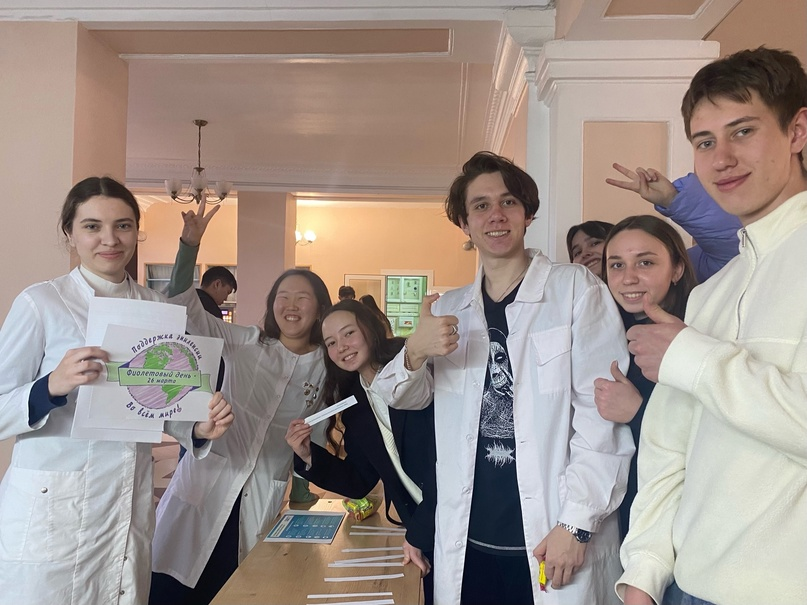 Поддержка эпилепсии
Фиолетовый день -
26 марта
Во всём мире!